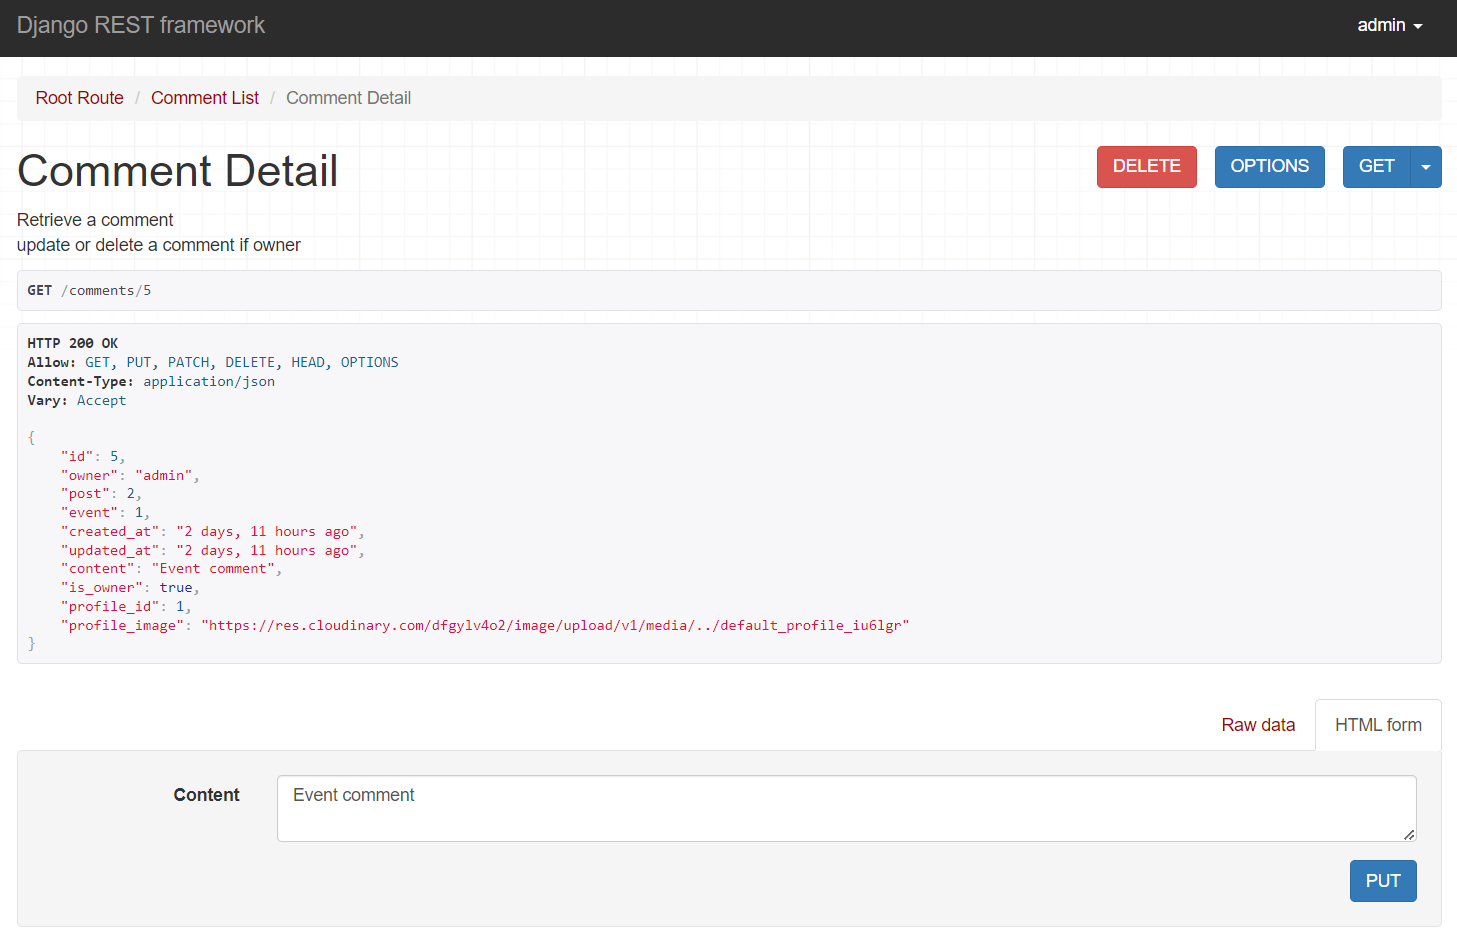 Django REST framework
admin
Root Route / Comment List / Comment Detail
Comment Detail
DELETE
OPTIONS
GET
Retrieve a comment
update or delete a comment if owner
GET /comments/5
HTTP 200 OK
Allow: GET, PUT, PATCH, DELETE, HEAD, OPTIONS
Content-Type: application/json
Vary: Accept
{
    "id": 5,
    "owner": "admin",
    "post": 2,
    "event": 1,
    "created_at": "2 days, 11 hours ago",
    "updated_at": "2 days, 11 hours ago",
    "content": "Event comment",
    "is_owner": true,
    "profile_id": 1,
    "profile_image": "https://res.cloudinary.com/dfgylv4o2/image/upload/v1/media/../default_profile_iu6lgr"
}
Raw data
HTML form
Content
Event comment
PUT